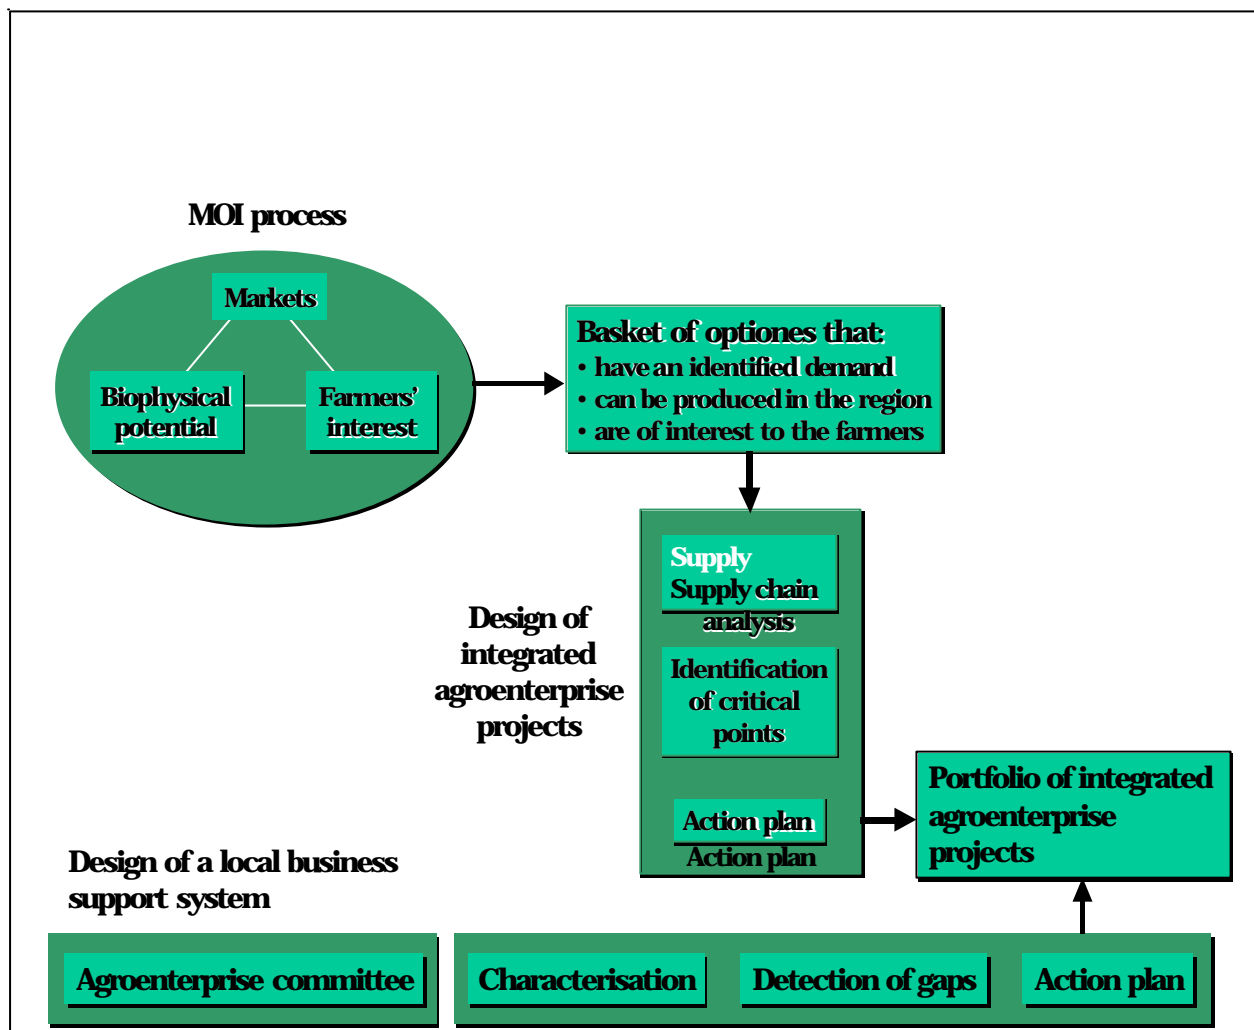 MOI process
Markets
Biophysical
potential
Farmers'
interest
Basket of optiones that:
• have an identified demand
• can be produced in the region
• are of interest to the farmers
Supply
Supply chain
analysis
Design of
integrated
agroenterprise
projects
Identification
of critical
points
Action plan
Action plan
Portfolio of integrated
agroenterprise
projects
Design of a local business
support system
Agroenterprise committee
Characterisation
Detection of gaps
Action plan